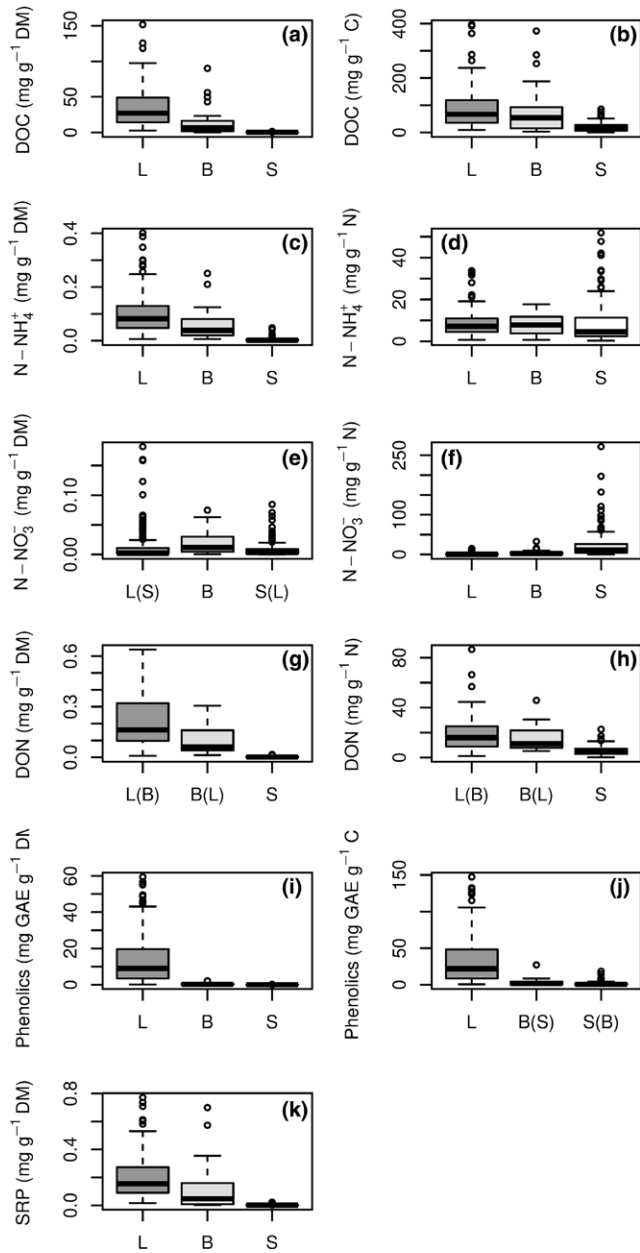 DOC (mg g⁻¹ DM)
0 50 150
(a)
L B S
DOC (mg g⁻¹ C)
0 200 400
(b)
L B S
N−NH₄⁺ (mg g⁻¹ DM)
0.0 0.2 0.4
(c)
L B S
N−NH₄⁺ (mg g⁻¹ N)
0 20 40
(d)
L B S
N−NO₃⁻ (mg g⁻¹ DM)
0.00 0.10
(e)
L(S) B S(L)
N−NO₃⁻ (mg g⁻¹ N)
0 100 250
(f)
L B S
DON (mg g⁻¹ DM)
0.0 0.3 0.6
(g)
L(B) B(L) S
DON (mg g⁻¹ N)
0 40 80
(h)
L(B) B(L) S
Phenolics (mg GAE g⁻¹ DM
0 20 40 60
(i)
L B S
Phenolics (mg GAE g⁻¹ C
0 50 150
(j)
L B(S) S(B)
SRP (mg g⁻¹ DM)
0.0 0.4 0.8
(k)
L B S